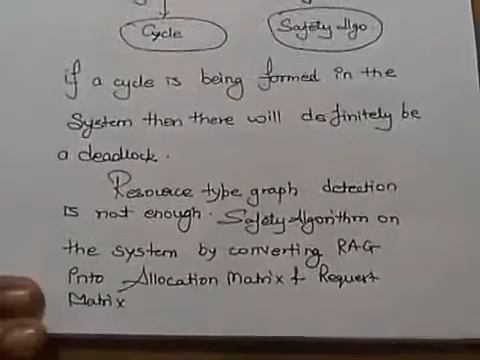 Cycle
Safety Algo
if a cycle is being formed in the
System then there will definitely be
a deadlock.
Resource type graph detection
is not enough. Safety Algorithm on
the system by converting RAG
into Allocation Matrix & Request
Matrix